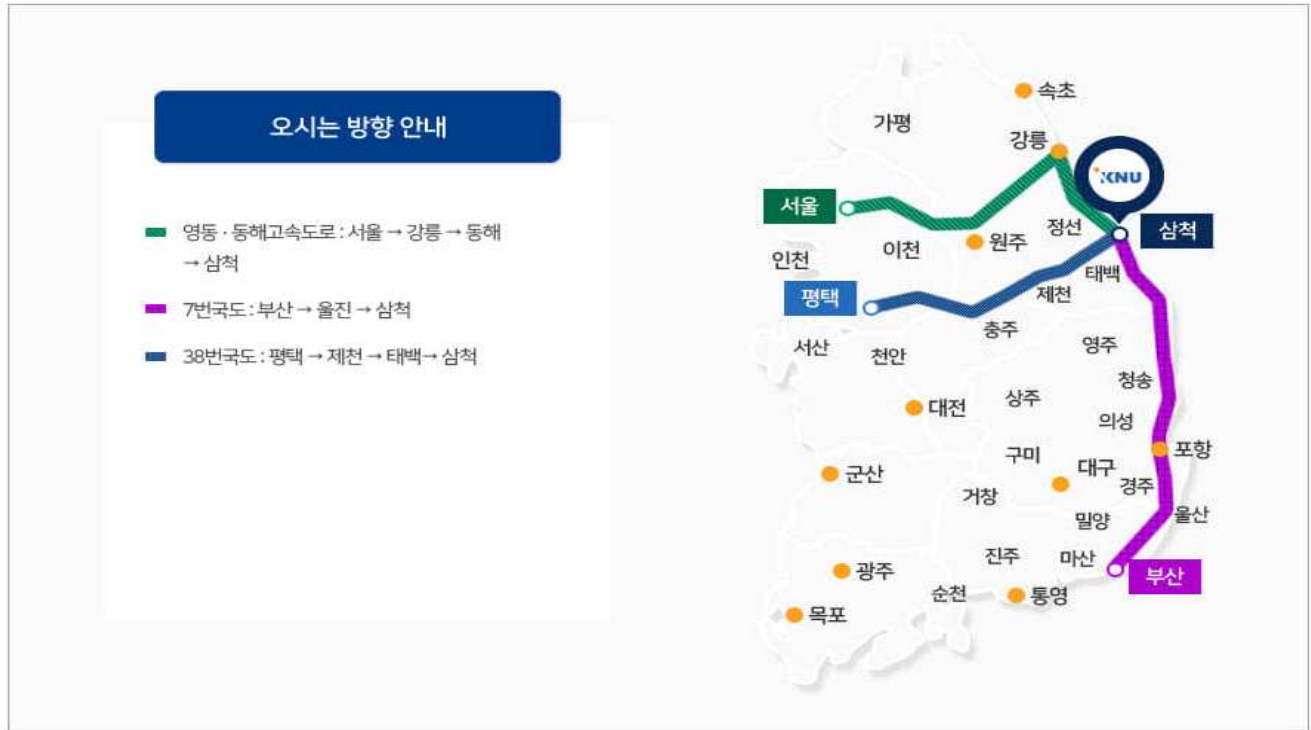 오시는 방향 안내
영동 · 동해고속도로 : 서울 → 강릉 → 동해
→ 삼척
7번국도 : 부산 → 울진 → 삼척
38번국도 : 평택 → 제천 → 태백→ 삼척
속초
가평
강릉
KNU
서울
정선
삼척
이천
원주
인천
태백
평택
제천
충주
서산
천안
영주
청송
상주
대전
의성
구미
포항
대구
군산
경주
거창
울산
밀양
진주
마산
광주
부산
순천
통영
목포